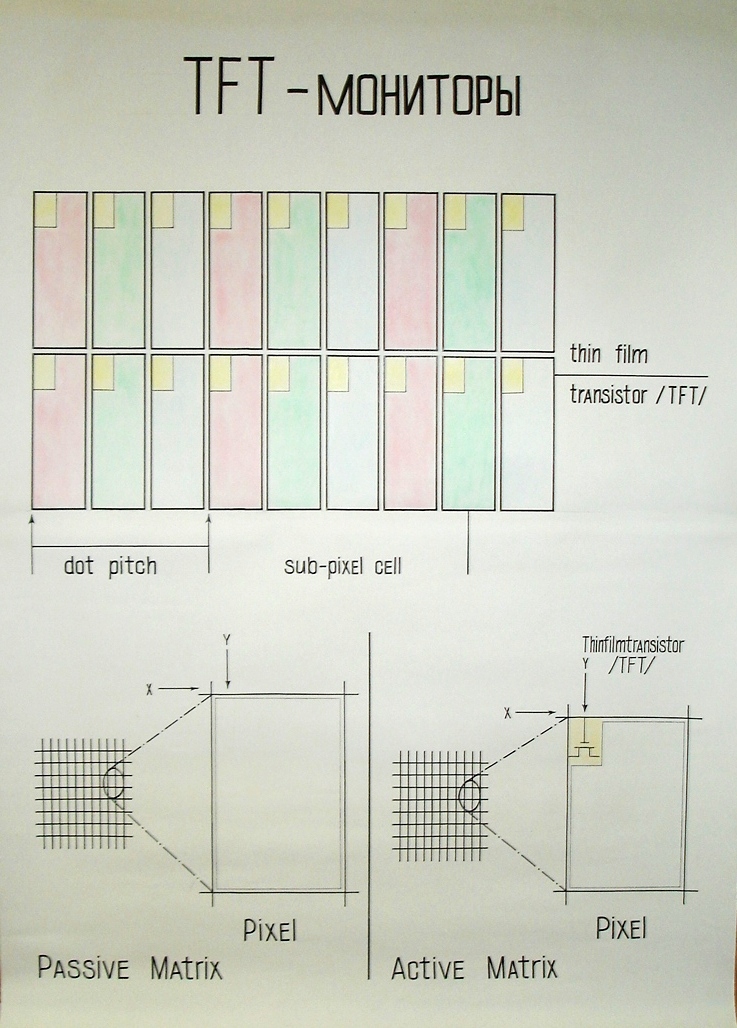 TFT - МОНИТОРЫ
thin film
transistor /TFT/
dot pitch
sub-pixel cell
Y
X
Pixel
Passive Matrix
Thinfilmtransistor
/TFT/
Y
X
Pixel
Active Matrix